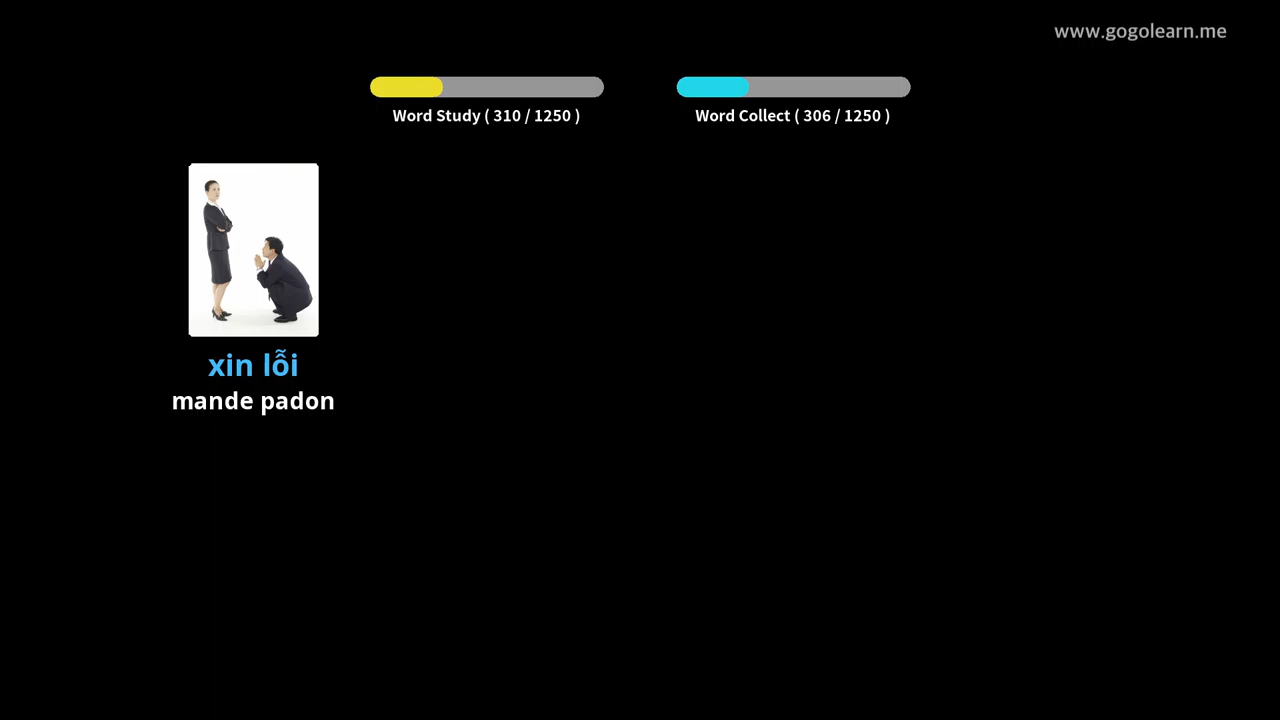 www.gogolearn.me
Word Study ( 310 / 1250 )
Word Collect ( 306 / 1250 )
xin lỗi
mande padon